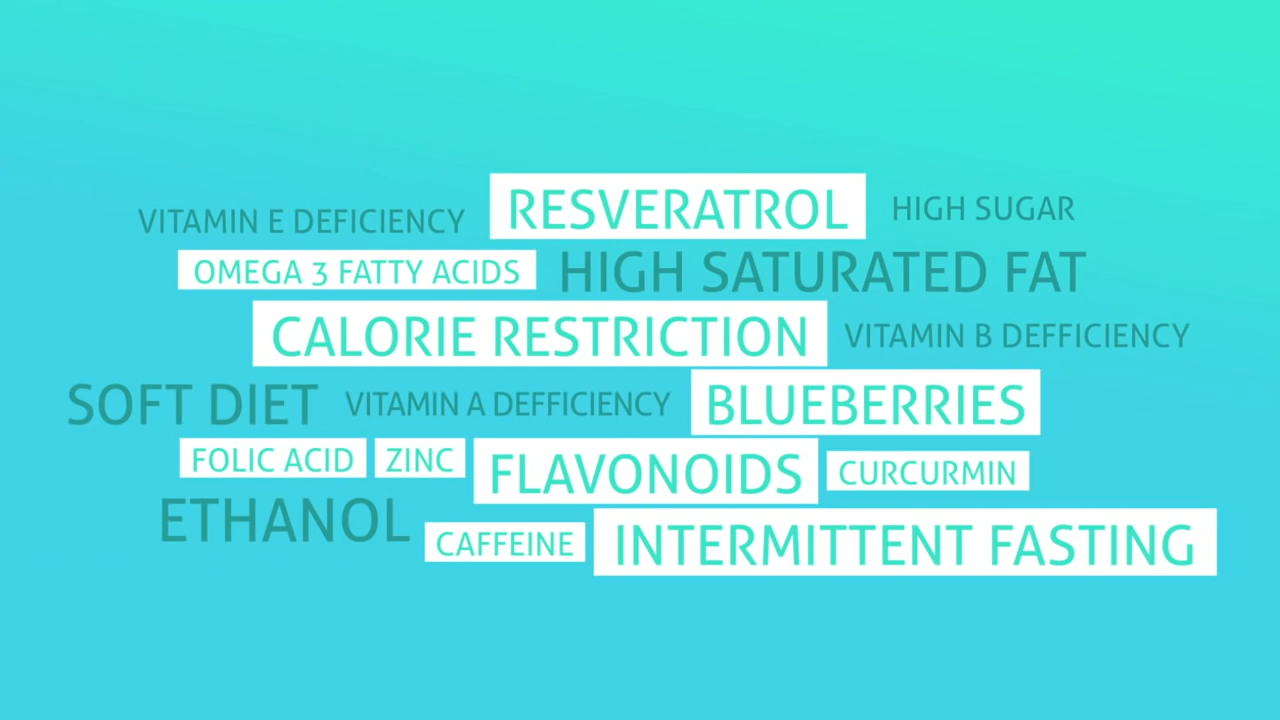 VITAMIN E DEFICIENCY RESVERATROL HIGH SUGAR
OMEGA 3 FATTY ACIDS HIGH SATURATED FAT
CALORIE RESTRICTION VITAMIN B DEFFICIENCY
SOFT DIET VITAMIN A DEFFICIENCY BLUEBERRIES
FOLIC ACID ZINC FLAVONOIDS CURCURMIN
ETHANOL CAFFEINE INTERMITTENT FASTING